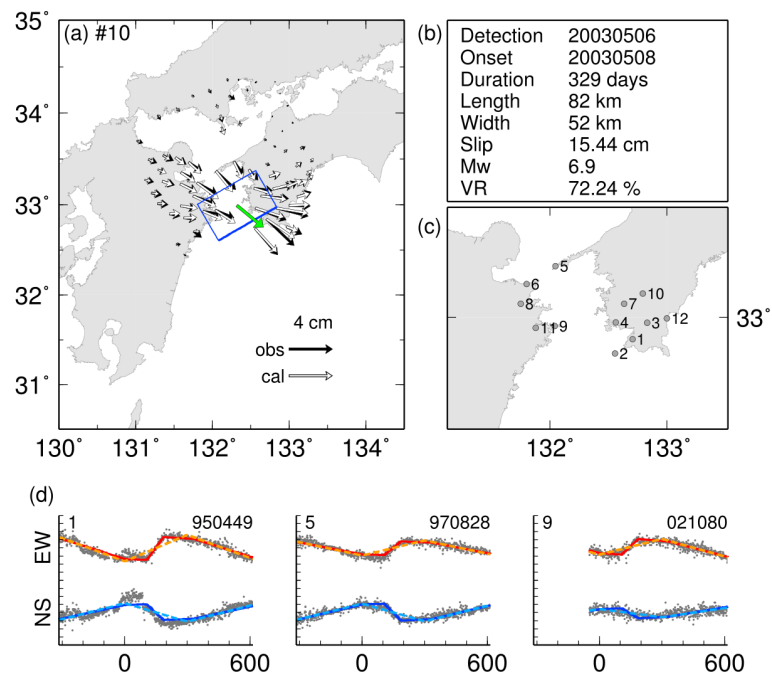 (a) #10
35˚
34˚
33˚
32˚
31˚
130˚ 131˚ 132˚ 133˚ 134˚
4 cm
obs
cal
(b)
Detection 20030506
Onset 20030508
Duration 329 days
Length 82 km
Width 52 km
Slip 15.44 cm
Mw 6.9
VR 72.24 %
(c)
5
6
10
8
7
12
4
3
11
9
1
2
33˚
132˚ 133˚
(d)
EW
NS
1 950449
5 970828
9 021080
0 600
0 600
0 600